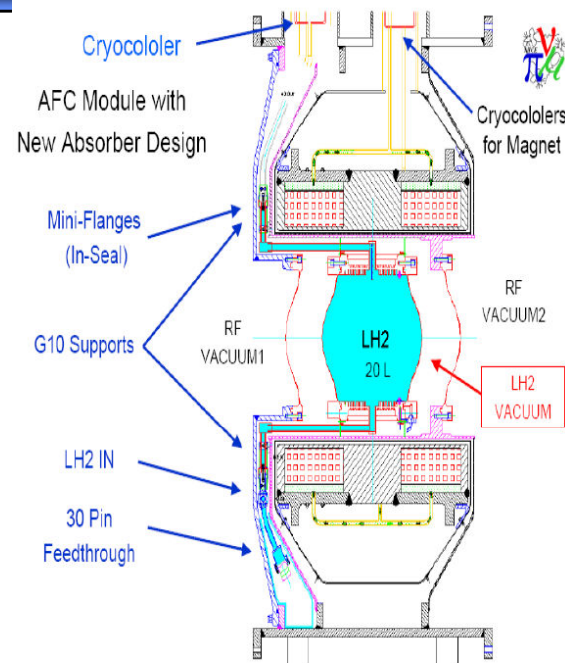 Cryocololer
AFC Module with
New Absorber Design
Cryocololers
for Magnet
Mini-Flanges
(In-Seal)
RF
VACUUM1
RF
VACUUM2
G10 Supports
LH2
20 L
LH2
VACUUM
LH2 IN
30 Pin
Feedthrough